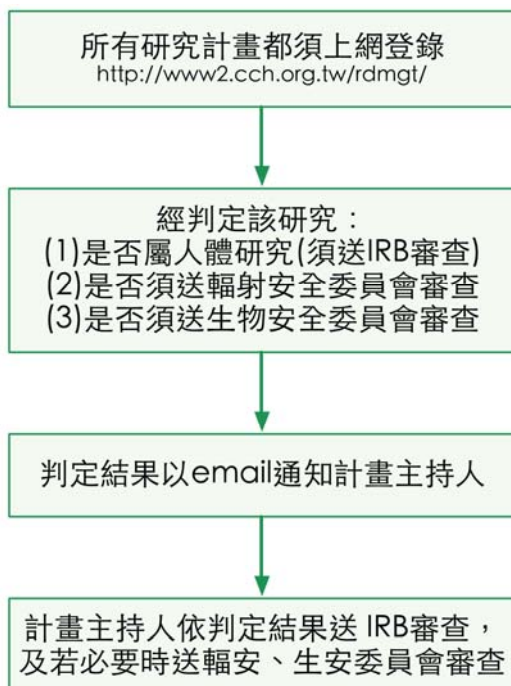 所有研究計畫都須上網登錄
http://www2.cch.org.tw/rdmgt/
經判定該研究：
(1)是否屬人體研究(須送IRB審查)
(2)是否須送輻射安全委員會審查
(3)是否須送生物安全委員會審查
判定結果以email通知計畫主持人
計畫主持人依判定結果送 IRB審查，
及若必要時送輻安、生安委員會審查